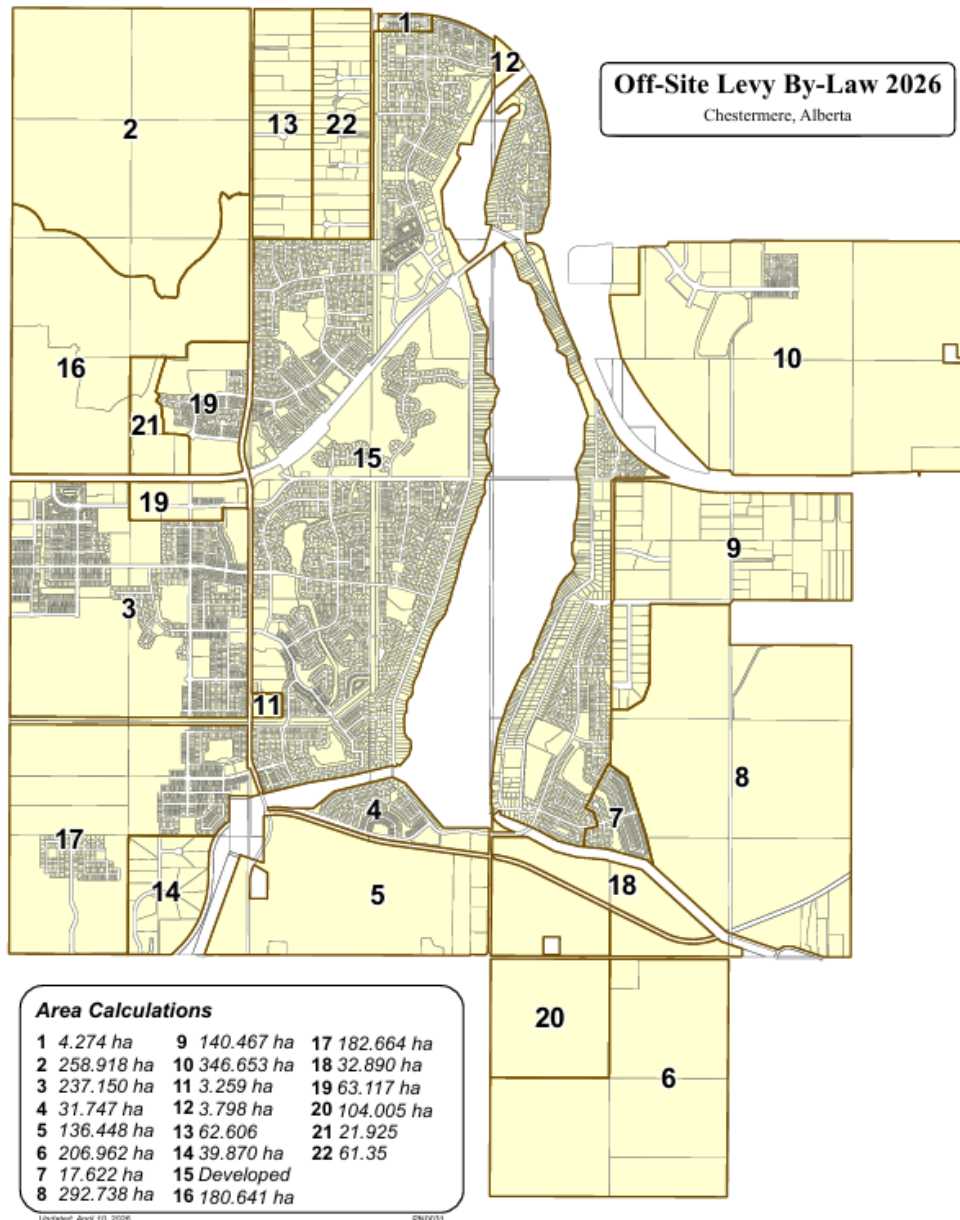 Off-Site Levy By-Law 2026
Chestermere, Alberta
1
12
2
13
22
10
16
19
21
15
19
9
3
11
8
4
7
17
14
5
18
20
6
Area Calculations
1 4.274 ha
2 258.918 ha
3 237.150 ha
4 31.747 ha
5 136.448 ha
6 206.962 ha
7 17.622 ha
8 292.738 ha
9 140.467 ha
10 346.653 ha
11 3.259 ha
12 3.798 ha
13 62.606
14 39.870 ha
15 Developed
16 180.641 ha
17 182.664 ha
18 32.890 ha
19 63.117 ha
20 104.005 ha
21 21.925
22 61.35
Updated: April 10, 2026